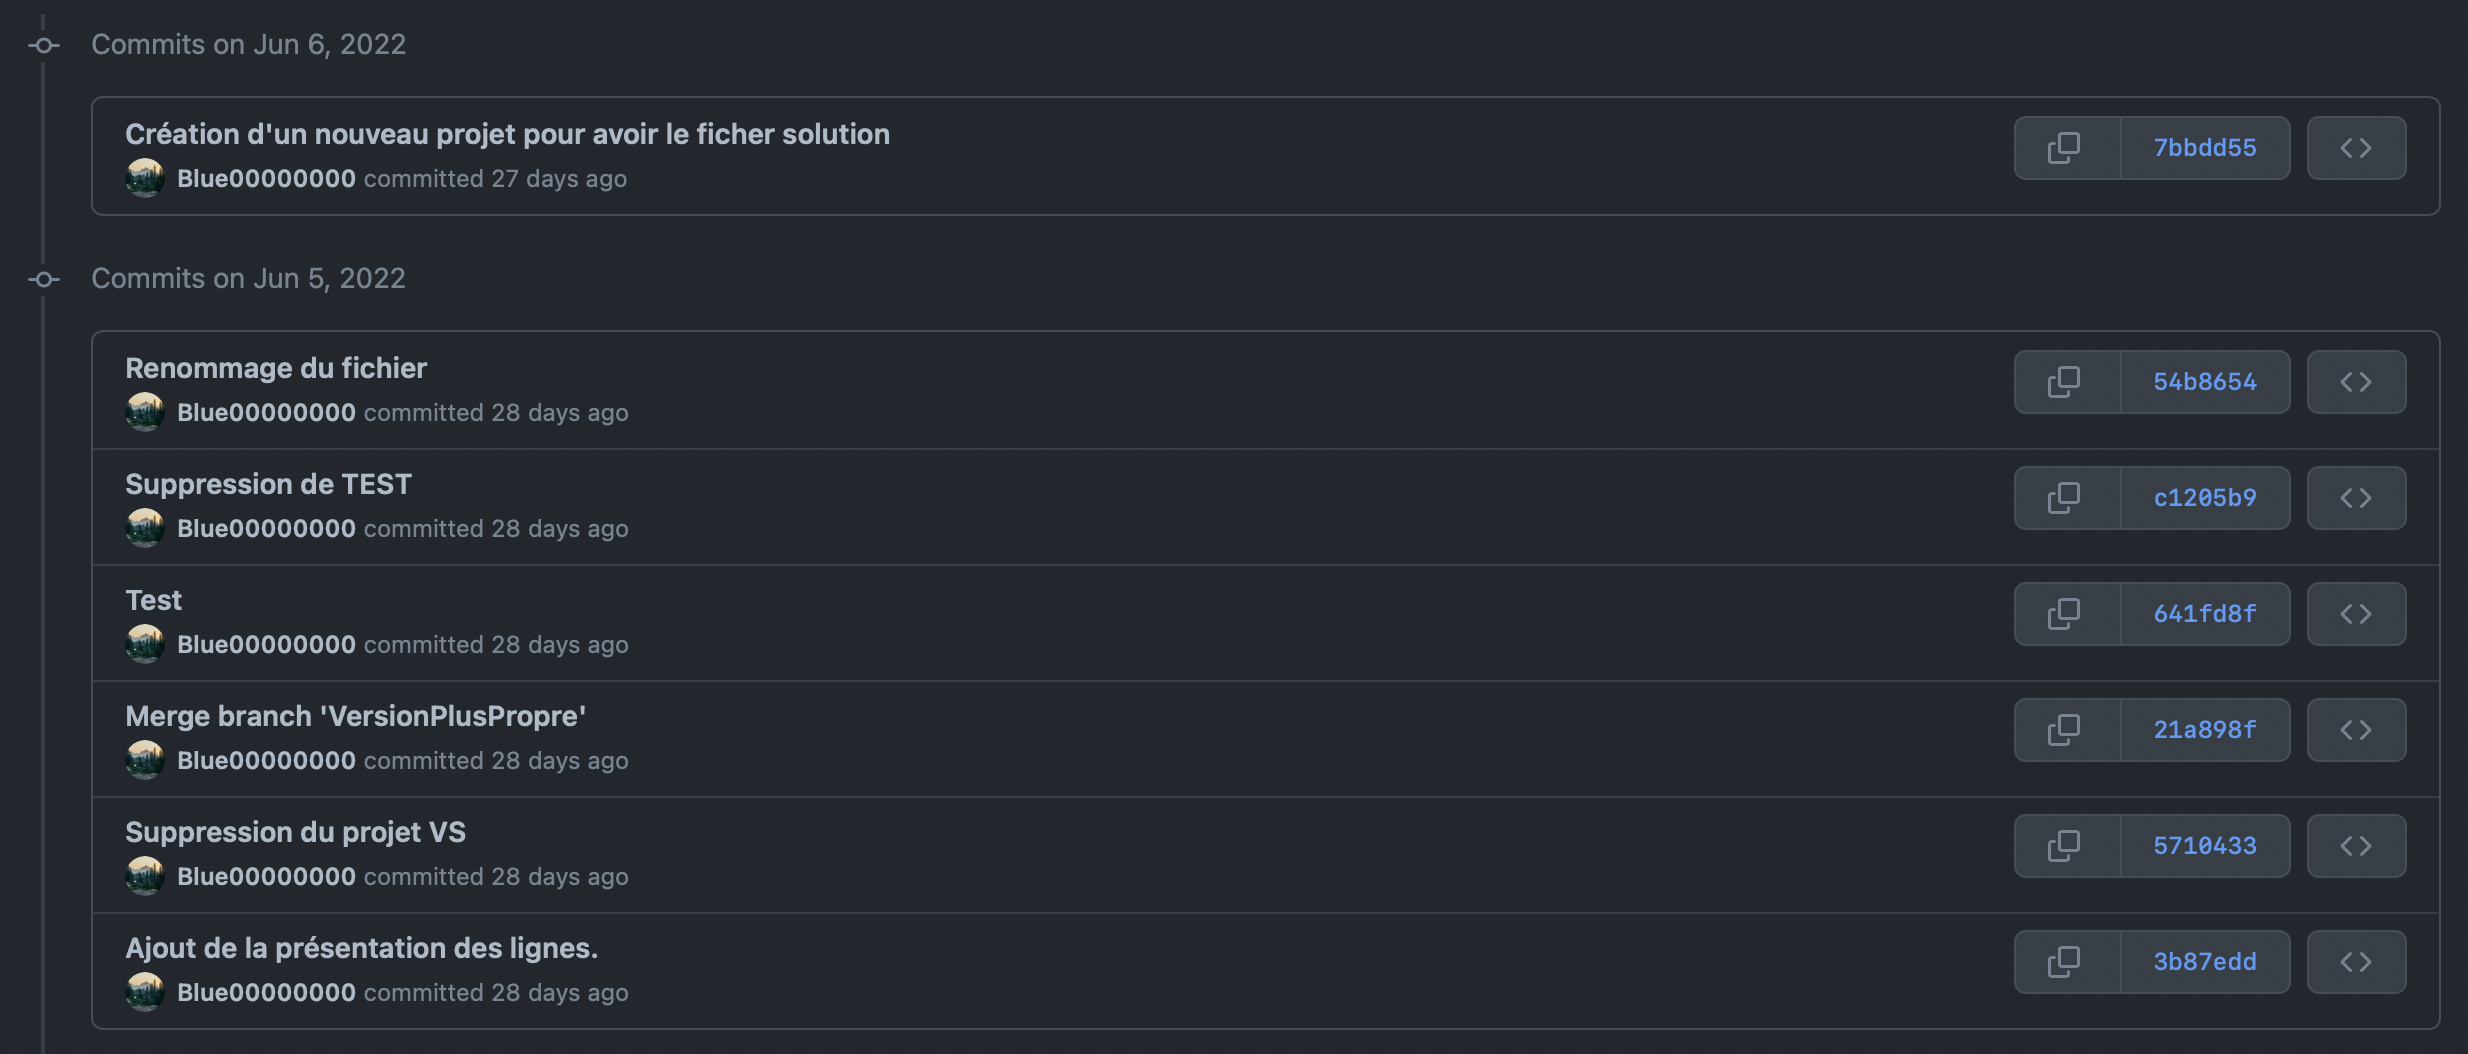 Commits on Jun 6, 2022
Création d'un nouveau projet pour avoir le ficher solution
7bbdd55
Blue00000000 committed 27 days ago
Commits on Jun 5, 2022
Renommage du fichier
54b8654
Blue00000000 committed 28 days ago
Suppression de TEST
c1205b9
Blue00000000 committed 28 days ago
Test
641fd8f
Blue00000000 committed 28 days ago
Merge branch 'VersionPlusPropre'
21a898f
Blue00000000 committed 28 days ago
Suppression du projet VS
5710433
Blue00000000 committed 28 days ago
Ajout de la présentation des lignes.
3b87edd
Blue00000000 committed 28 days ago